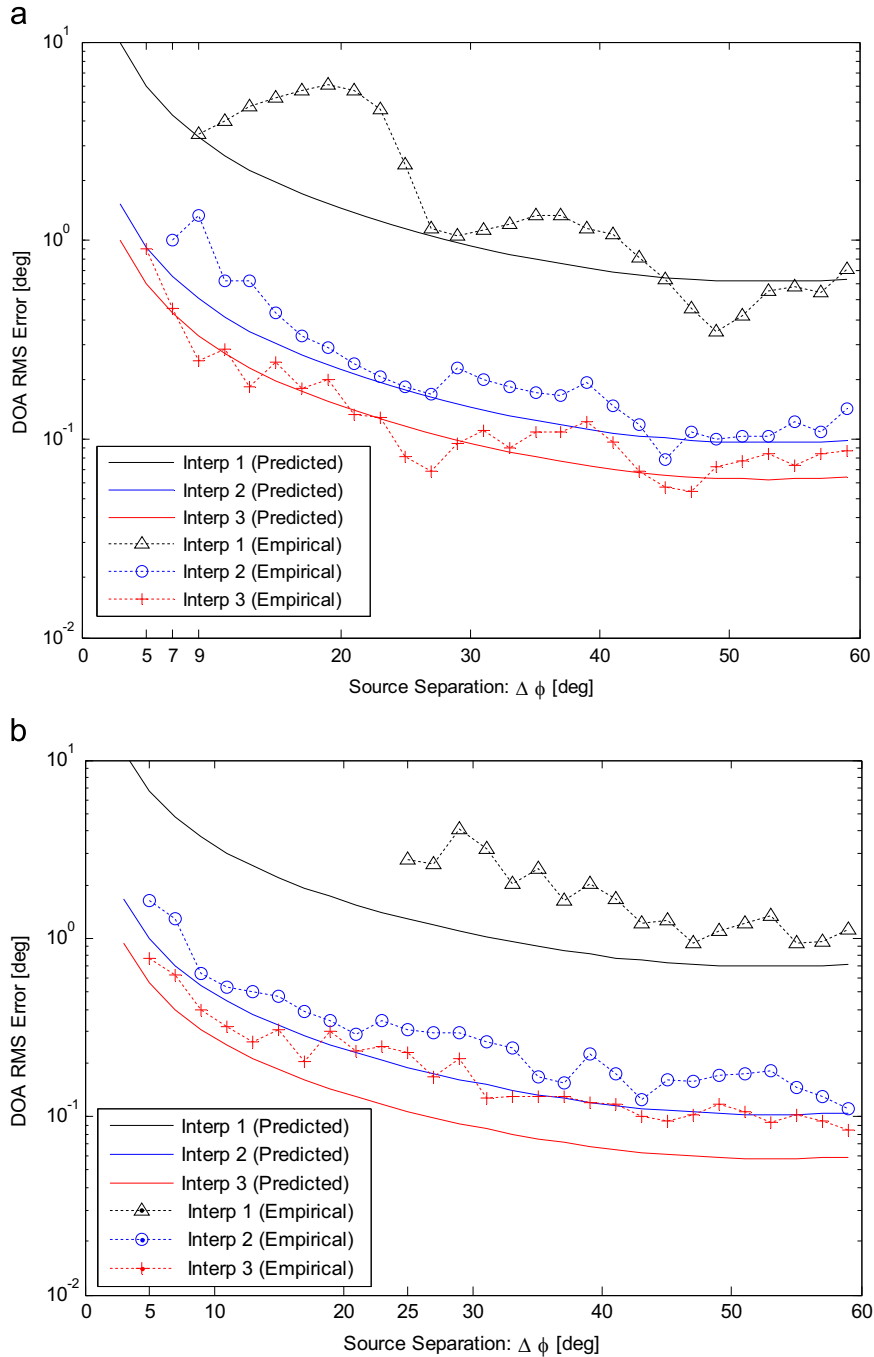 a
10^1
10^0
10^-1
10^-2
DOA RMS Error [deg]
Interp 1 (Predicted)
Interp 2 (Predicted)
Interp 3 (Predicted)
Interp 1 (Empirical)
Interp 2 (Empirical)
Interp 3 (Empirical)
0 5 7 9 20 30 40 50 60
Source Separation: Δ ϕ [deg]
b
10^1
10^0
10^-1
10^-2
DOA RMS Error [deg]
Interp 1 (Predicted)
Interp 2 (Predicted)
Interp 3 (Predicted)
Interp 1 (Empirical)
Interp 2 (Empirical)
Interp 3 (Empirical)
0 5 10 20 25 30 40 50 60
Source Separation: Δ ϕ [deg]